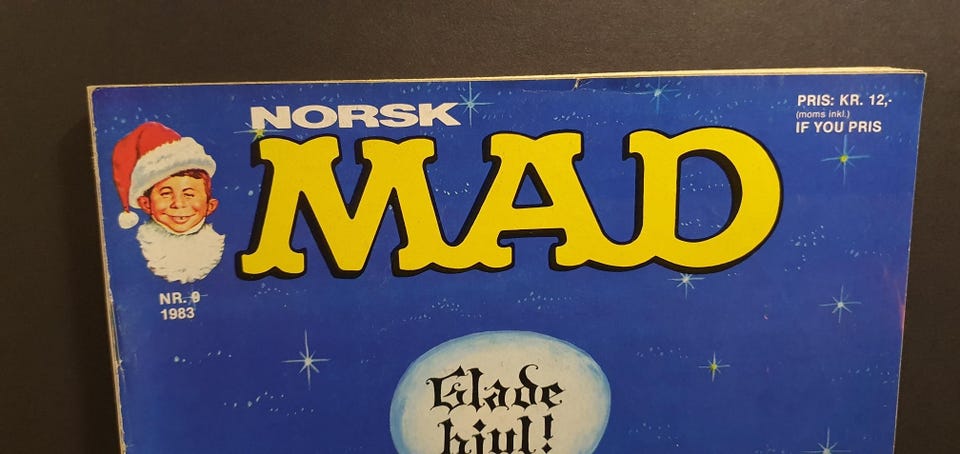 NORSK
MAD
PRIS: KR. 12,-
(moms inkl.)
IF YOU PRIS
NR. 9
1983
Glade
hjul!